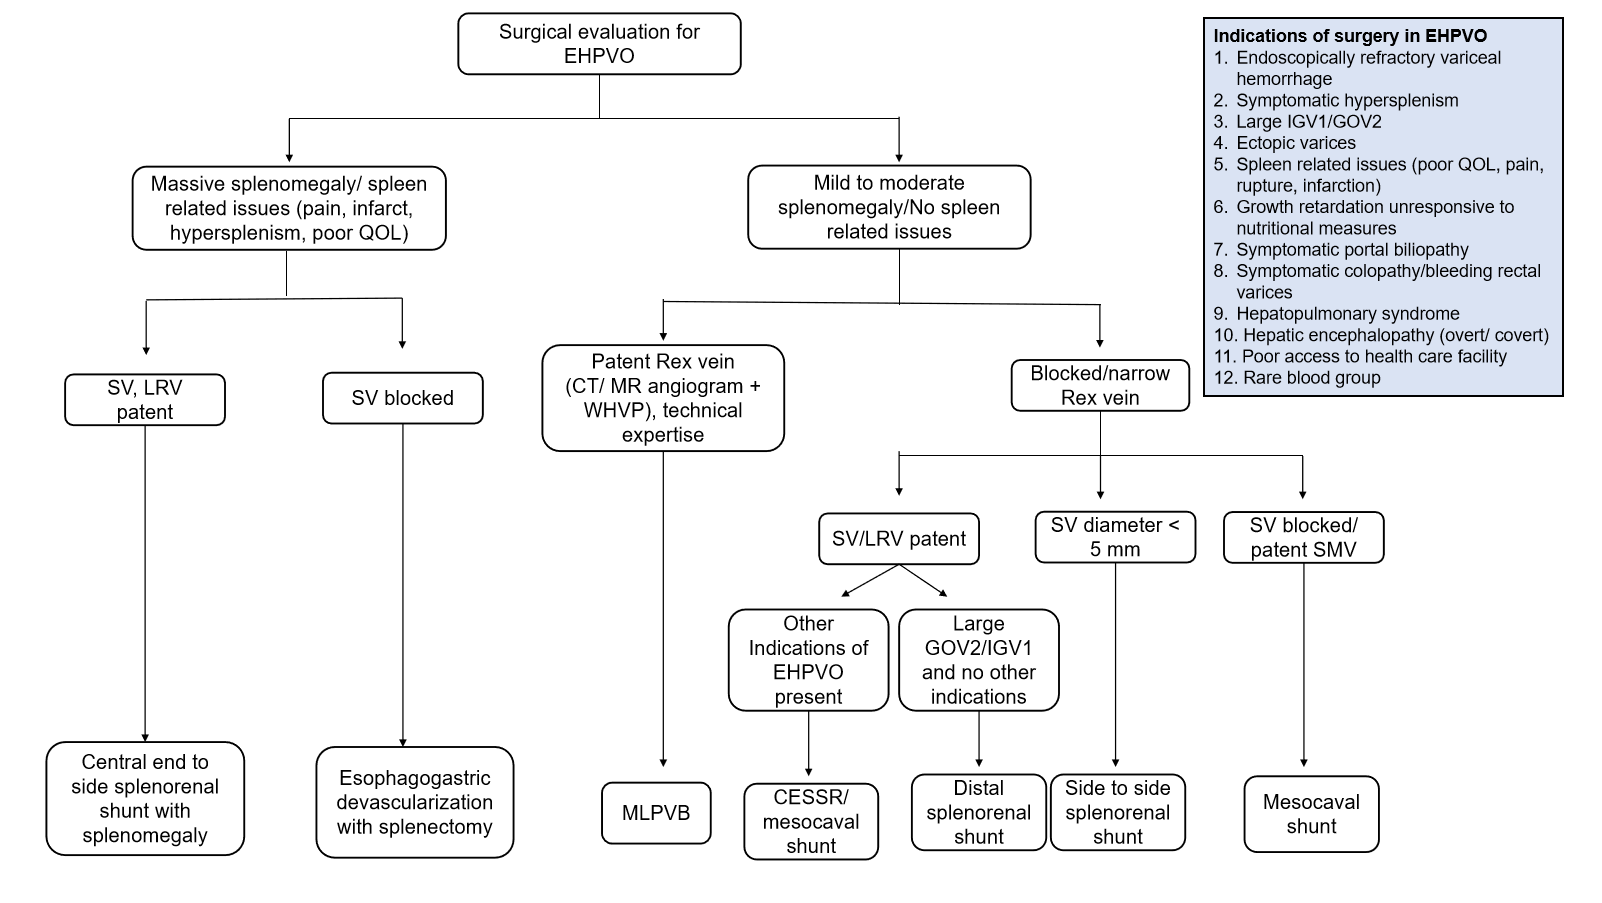 Surgical evaluation for
EHPVO
Indications of surgery in EHPVO
1. Endoscopically refractory variceal
hemorrhage
2. Symptomatic hypersplenism
3. Large IGV1/GOV2
4. Ectopic varices
5. Spleen related issues (poor QOL, pain,
rupture, infarction)
6. Growth retardation unresponsive to
nutritional measures
7. Symptomatic portal biliopathy
8. Symptomatic colopathy/bleeding rectal
varices
9. Hepatopulmonary syndrome
10. Hepatic encephalopathy (overt/ covert)
11. Poor access to health care facility
12. Rare blood group
Massive splenomegaly/ spleen
related issues (pain, infarct,
hypersplenism, poor QOL)
Mild to moderate
splenomegaly/No spleen
related issues
SV, LRV
patent
SV blocked
Patent Rex vein
(CT/ MR angiogram +
WHVP), technical
expertise
Blocked/narrow
Rex vein
SV/LRV patent
SV diameter <
5 mm
SV blocked/
patent SMV
Other
Indications of
EHPVO
present
Large
GOV2/IGV1
and no other
indications
Central end to
side splenorenal
shunt with
splenomegaly
Esophagogastric
devascularization
with splenectomy
MLPVB
CESSR/
mesocaval
shunt
Distal
splenorenal
shunt
Side to side
splenorenal
shunt
Mesocaval
shunt